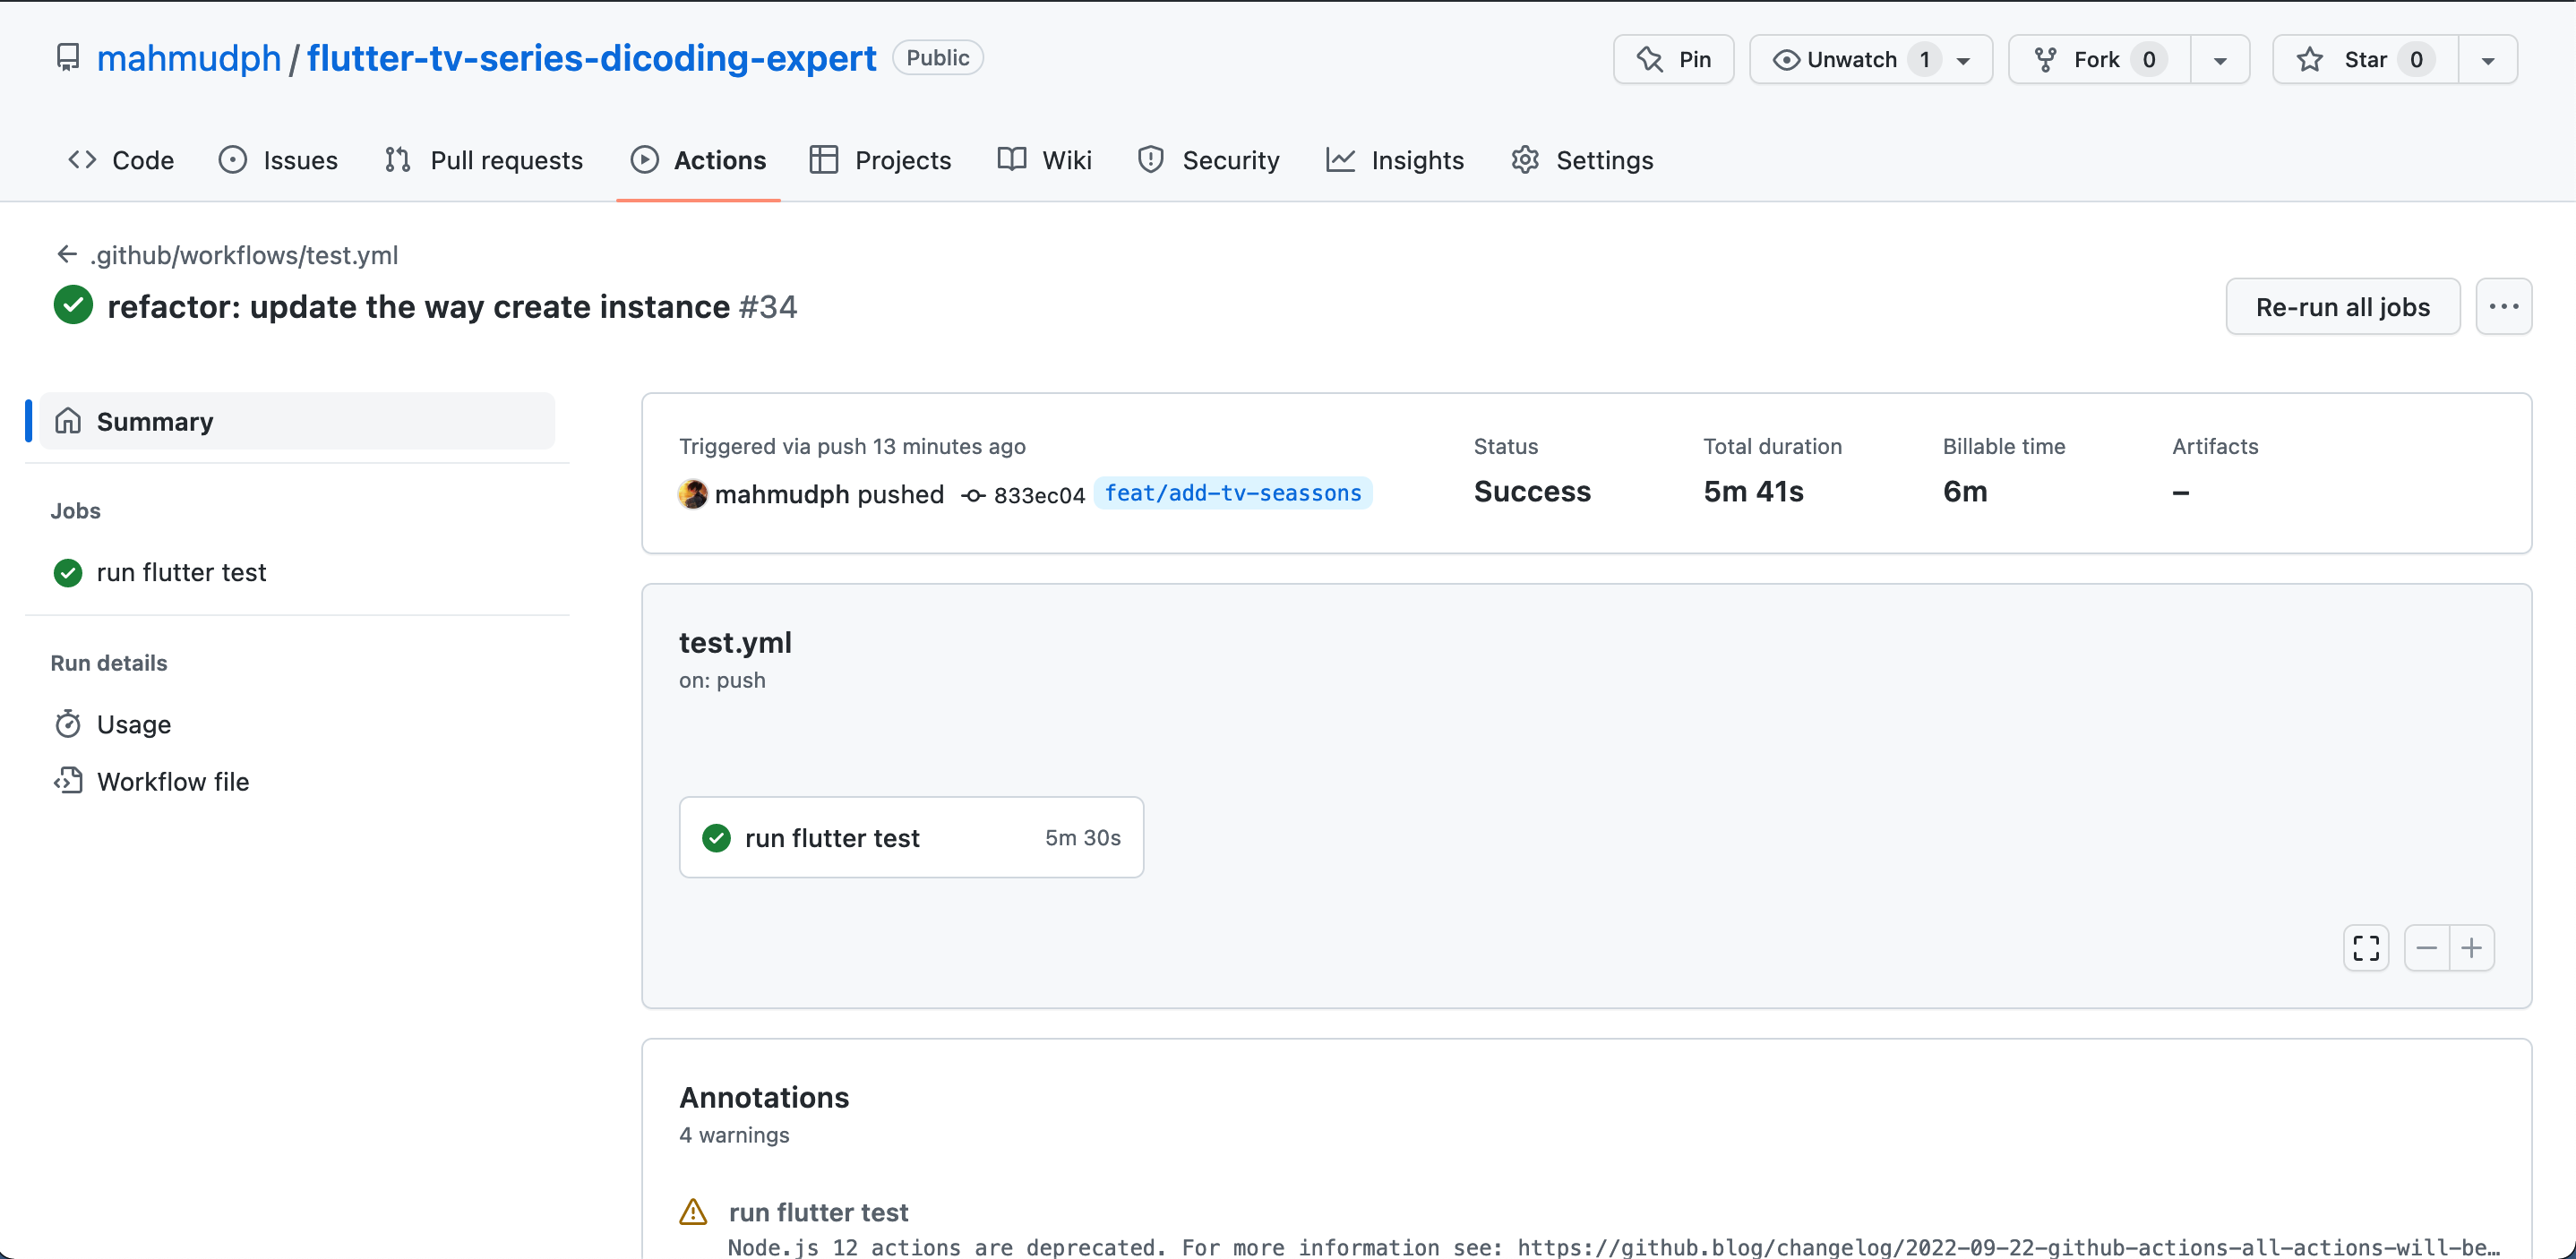 mahmudph / flutter-tv-series-dicoding-expert Public Pin Unwatch 1 Fork 0 Star 0
Code Issues Pull requests Actions Projects Wiki Security Insights Settings
← .github/workflows/test.yml
refactor: update the way create instance #34
Re-run all jobs ...
Summary
Jobs
run flutter test
Run details
Usage
Workflow file
Triggered via push 13 minutes ago
mahmudph pushed 833ec04 feat/add-tv-seassons
Status
Success
Total duration
5m 41s
Billable time
6m
Artifacts
–
test.yml
on: push
run flutter test 5m 30s
Annotations
4 warnings
run flutter test
Node.js 12 actions are deprecated. For more information see: https://github.blog/changelog/2022-09-22-github-actions-all-actions-will-be…